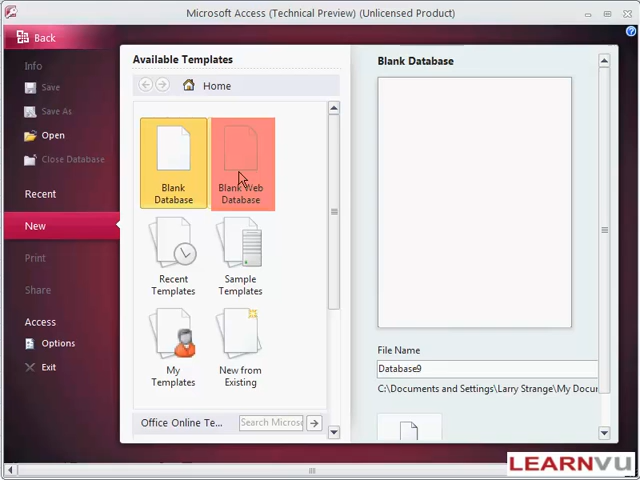 Microsoft Access (Technical Preview) (Unlicensed Product)
Back
Info
Save
Save As
Open
Close Database
Recent
New
Print
Share
Access
Options
Exit
Available Templates
Home
Blank
Database
Blank Web
Database
Recent
Templates
Sample
Templates
My
Templates
New from
Existing
Office Online Te...
Search Microso
Blank Database
File Name
Database9
C:\Documents and Settings\Larry Strange\My Docur
LEARNVU